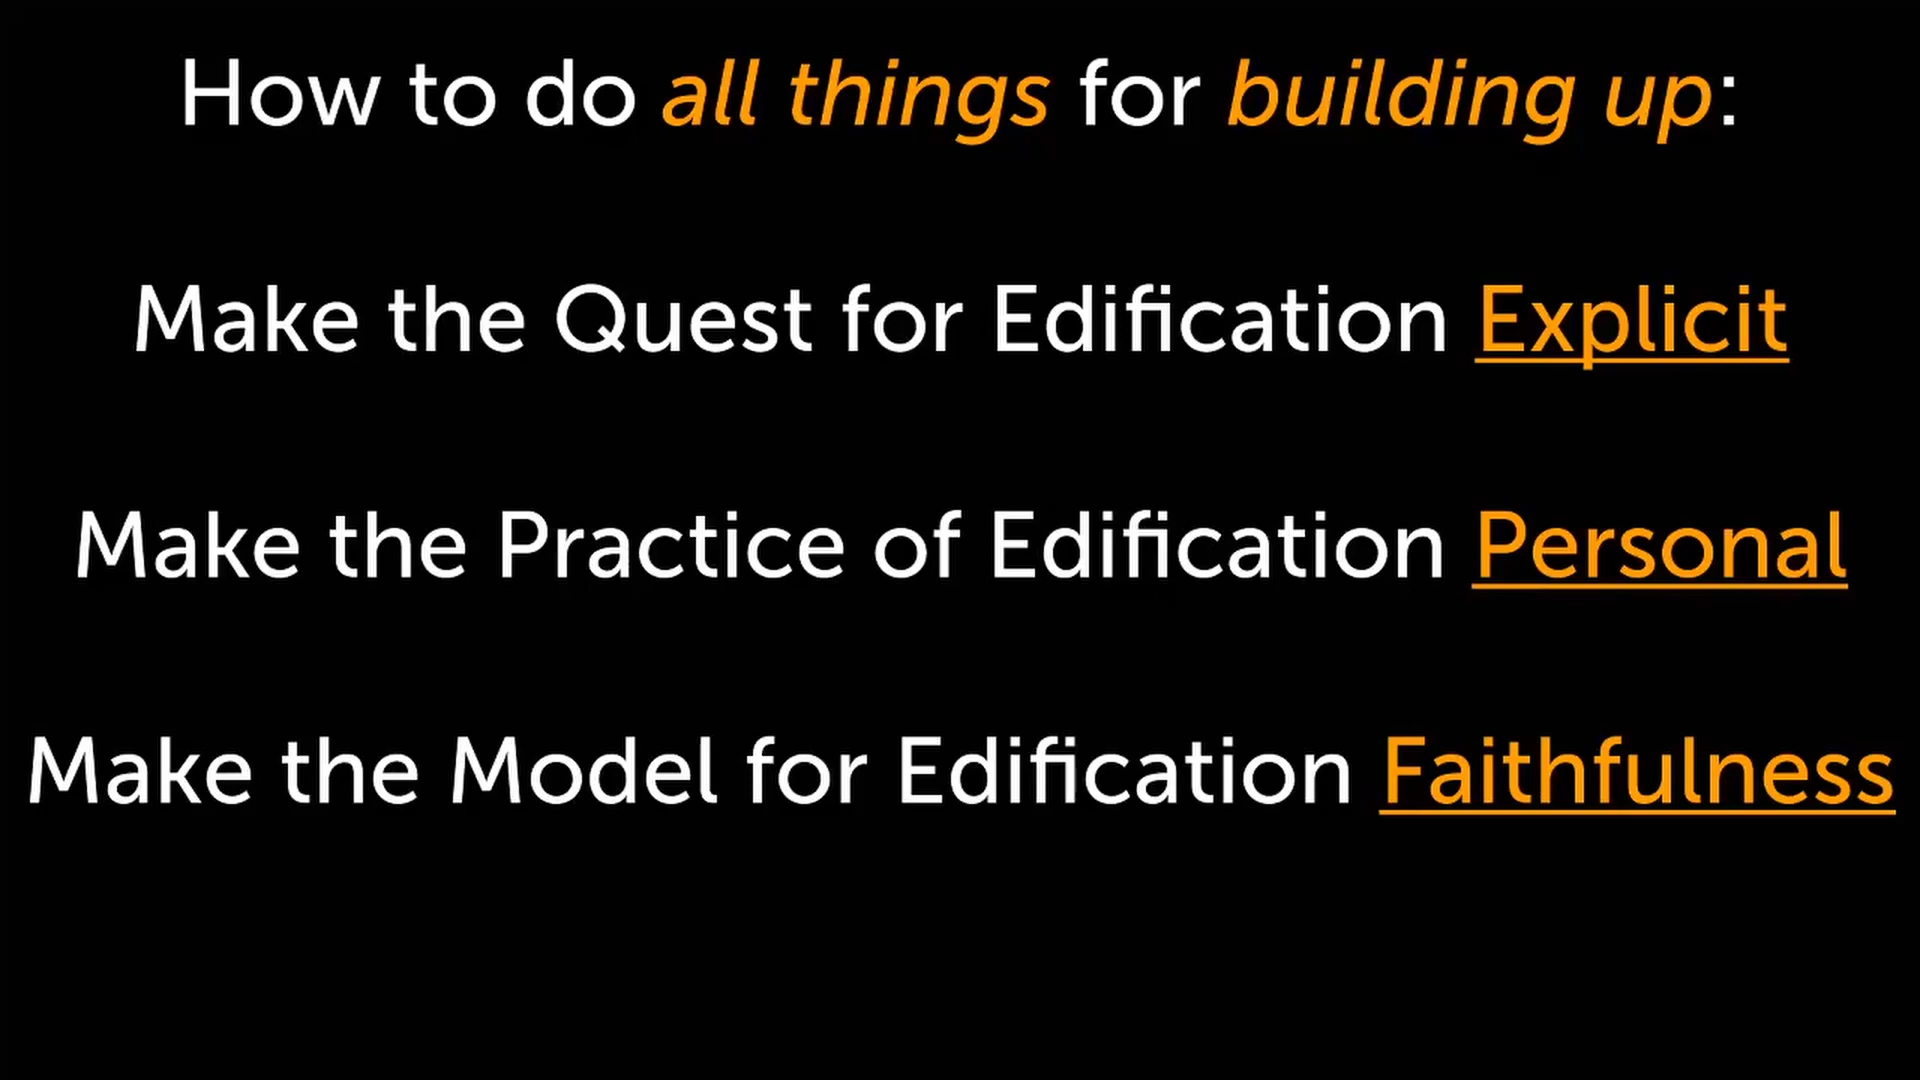 How to do all things for building up:
Make the Quest for Edification Explicit
Make the Practice of Edification Personal
Make the Model for Edification Faithfulness